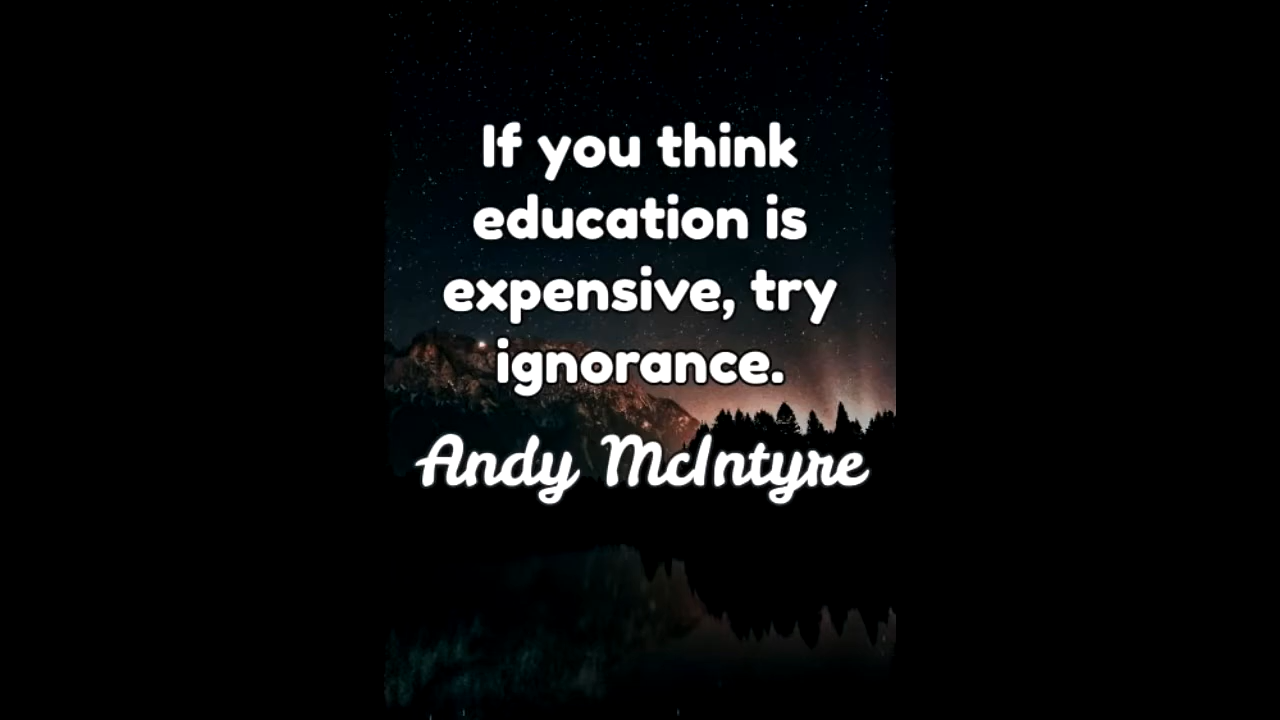 If you think
education is
expensive, try
ignorance.
Andy McIntyre